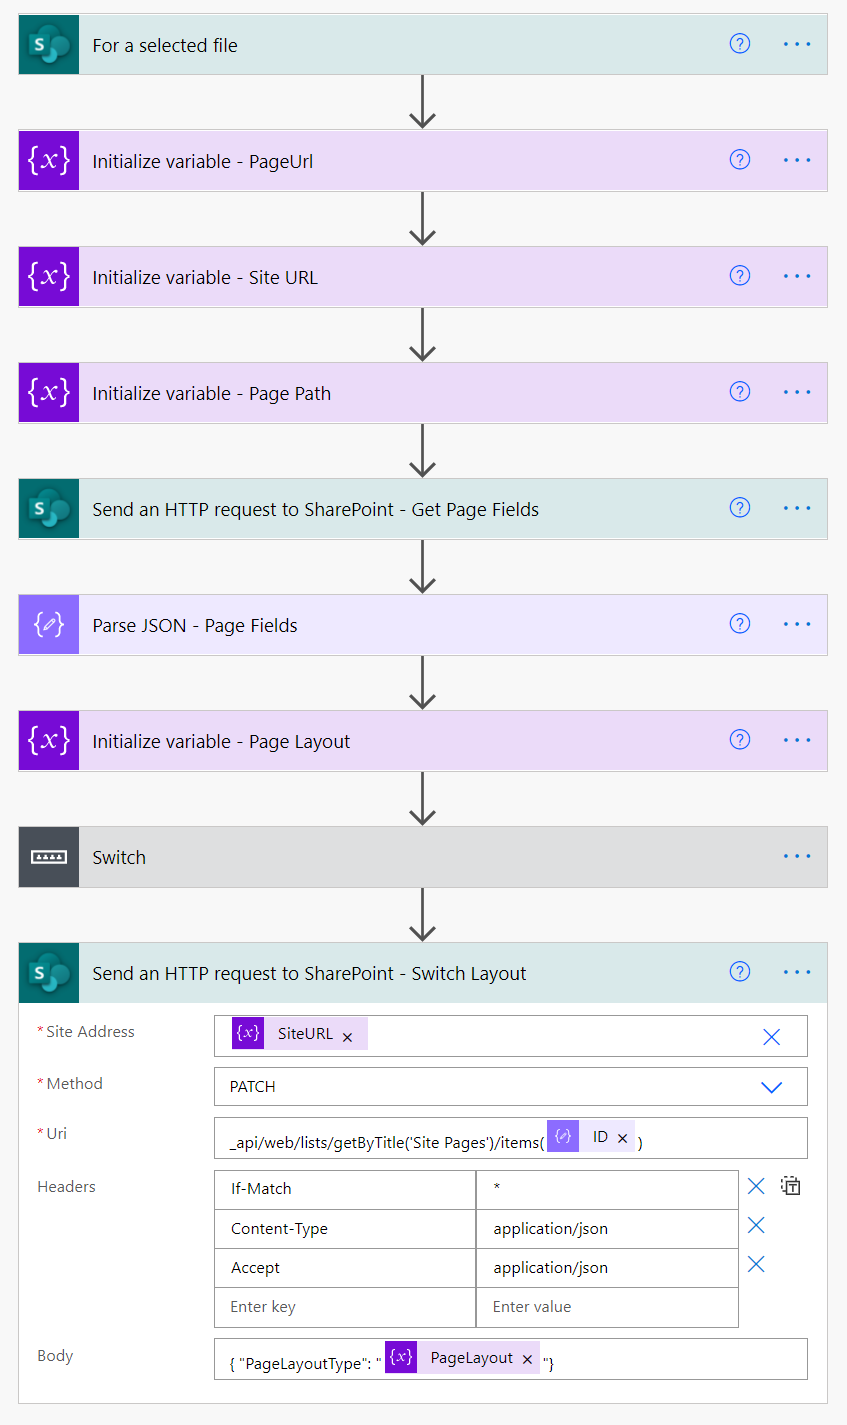 For a selected file
Initialize variable - PageUrl
Initialize variable - Site URL
Initialize variable - Page Path
Send an HTTP request to SharePoint - Get Page Fields
Parse JSON - Page Fields
Initialize variable - Page Layout
Switch
Send an HTTP request to SharePoint - Switch Layout
* Site Address {x} SiteURL ×
* Method PATCH
* Uri _api/web/lists/getByTitle('Site Pages')/items( ID × )
Headers If-Match *
Content-Type application/json
Accept application/json
Enter key Enter value
Body { "PageLayoutType": " {x} PageLayout × "}